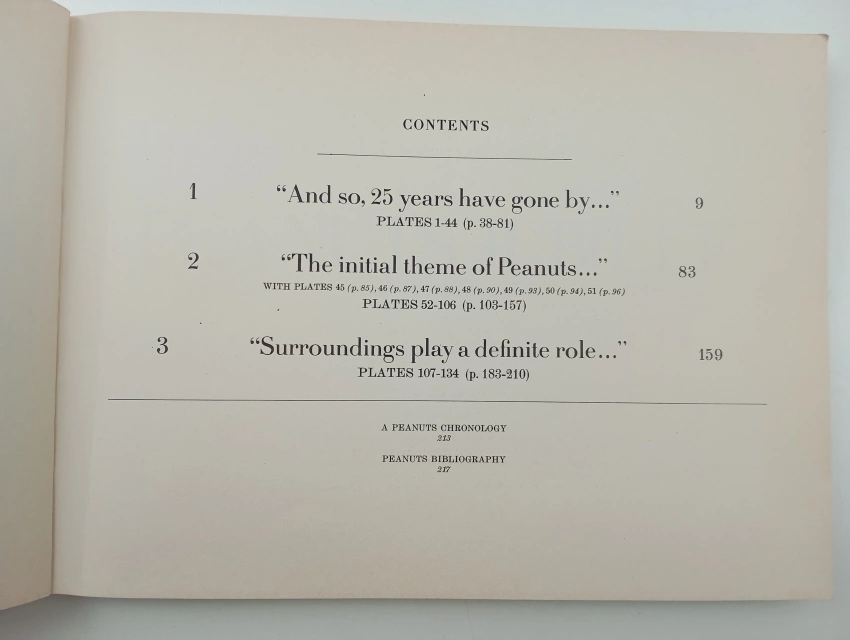 CONTENTS
1 “And so, 25 years have gone by...” 9
PLATES 1-44 (p. 38-81)
2 “The initial theme of Peanuts...” 83
WITH PLATES 45 (p. 85), 46 (p. 87), 47 (p. 88), 48 (p. 90), 49 (p. 93), 50 (p. 94), 51 (p. 96)
PLATES 52-106 (p. 103-157)
3 “Surroundings play a definite role...” 159
PLATES 107-134 (p. 183-210)
A PEANUTS CHRONOLOGY
213
PEANUTS BIBLIOGRAPHY
217